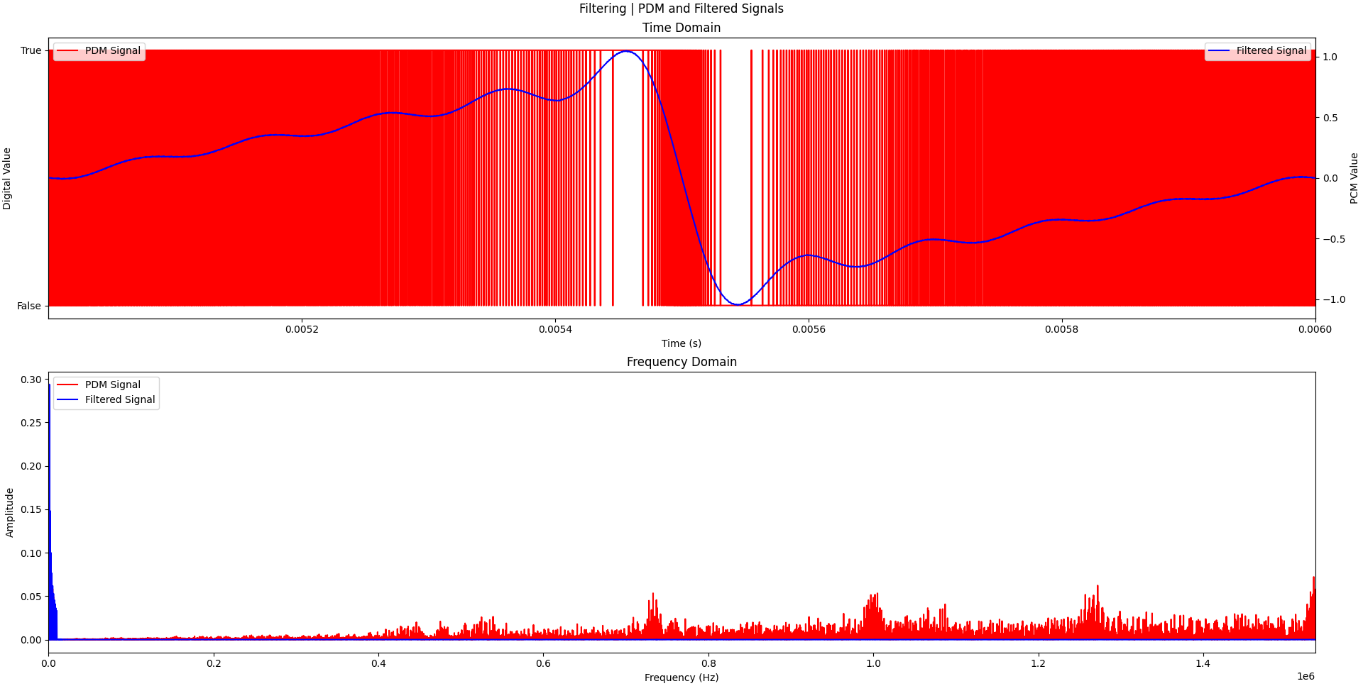 Filtering | PDM and Filtered Signals
Time Domain
True
False
Digital Value
PDM Signal
Filtered Signal
1.0
0.5
0.0
−0.5
−1.0
PCM Value
0.0052
0.0054
0.0056
0.0058
0.0060
Time (s)
Frequency Domain
0.30
0.25
0.20
0.15
0.10
0.05
0.00
Amplitude
PDM Signal
Filtered Signal
0.0
0.2
0.4
0.6
0.8
1.0
1.2
1.4
1e6
Frequency (Hz)